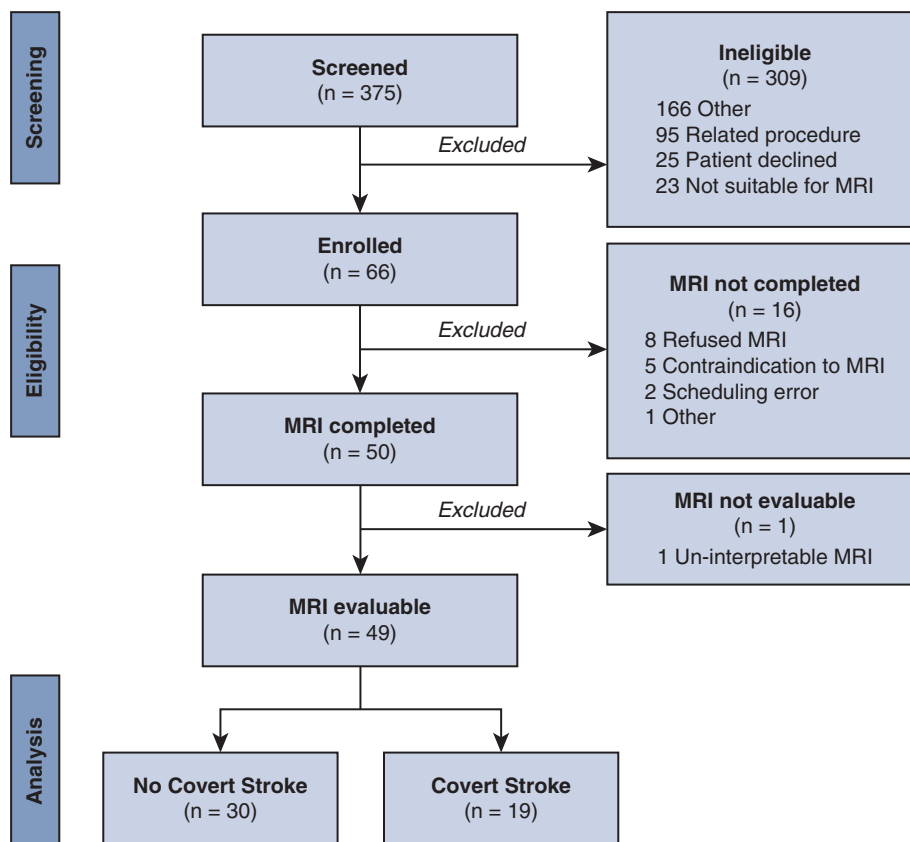 Screening
Screened
(n = 375)
Excluded
Ineligible
(n = 309)
166 Other
95 Related procedure
25 Patient declined
23 Not suitable for MRI
Eligibility
Enrolled
(n = 66)
Excluded
MRI not completed
(n = 16)
8 Refused MRI
5 Contraindication to MRI
2 Scheduling error
1 Other
MRI completed
(n = 50)
Excluded
MRI not evaluable
(n = 1)
1 Un-interpretable MRI
MRI evaluable
(n = 49)
Analysis
No Covert Stroke
(n = 30)
Covert Stroke
(n = 19)